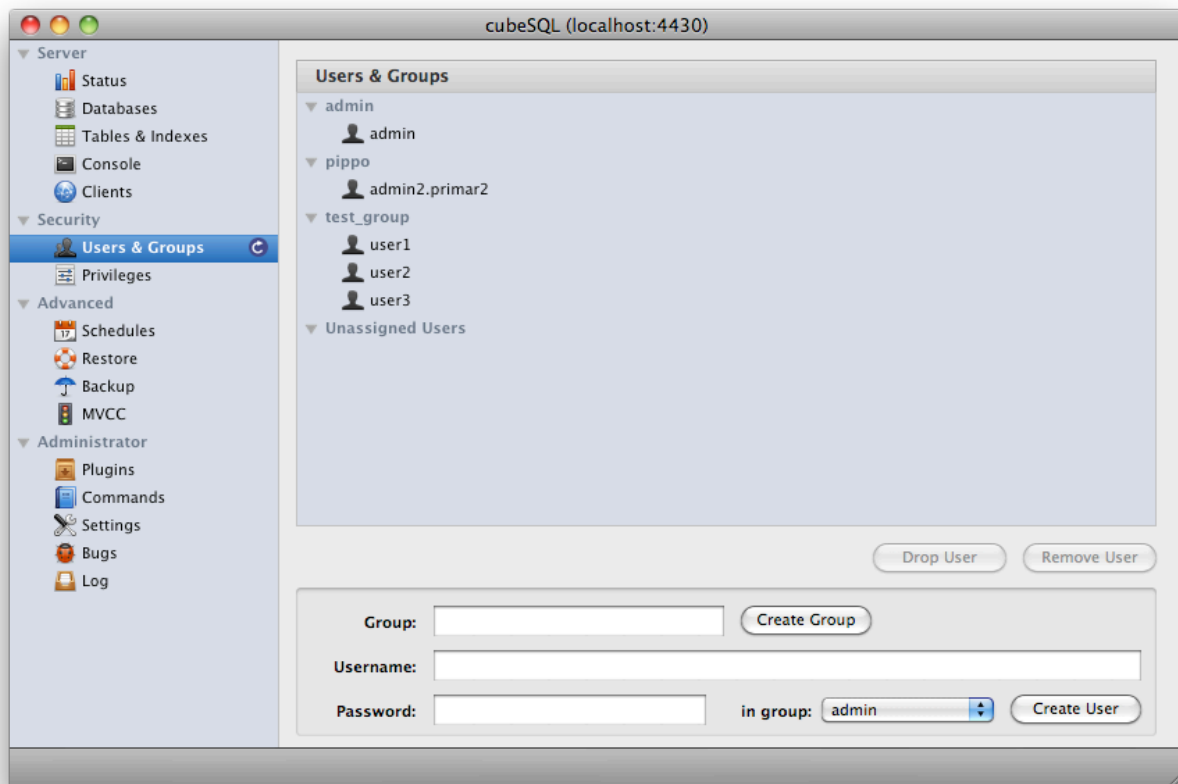 cubeSQL (localhost:4430)
Server
Status
Databases
Tables & Indexes
Console
Clients
Security
Users & Groups
Privileges
Advanced
17
Schedules
Restore
Backup
MVCC
Administrator
Plugins
Commands
Settings
Bugs
Log
Users & Groups
admin
admin
pippo
admin2.primar2
test_group
user1
user2
user3
Unassigned Users
Drop User Remove User
Group: Create Group
Username:
Password: in group: admin Create User